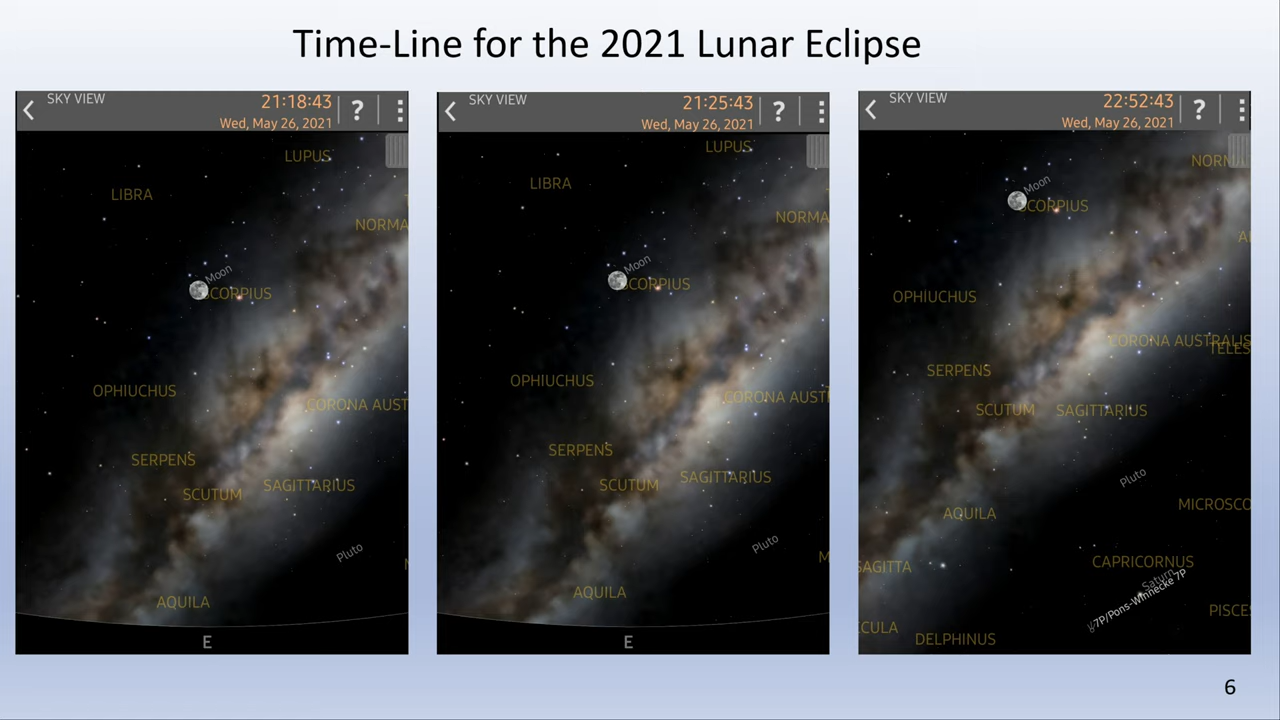 Time-Line for the 2021 Lunar Eclipse
SKY VIEW
21:18:43
Wed, May 26, 2021
?
LUPUS
LIBRA
NORMA
Moon
SCORPIUS
OPHIUCHUS
CORONA AUST
SERPENS
SAGITTARIUS
SCUTUM
Pluto
AQUILA
E
SKY VIEW
21:25:43
Wed, May 26, 2021
?
LUPUS
LIBRA
NORMA
Moon
SCORPIUS
OPHIUCHUS
CORONA AUST
SERPENS
SAGITTARIUS
SCUTUM
Pluto
M
AQUILA
E
SKY VIEW
22:52:43
Wed, May 26, 2021
?
NORMA
Moon
SCORPIUS
A
OPHIUCHUS
CORONA AUSTRALIS
TELES
SERPENS
SCUTUM
SAGITTARIUS
Pluto
MICROSCO
AQUILA
CAPRICORNUS
SAGITTA
Saturn
7P/Pons-Winnecke 7P
PISCES
CULA
DELPHINUS
6